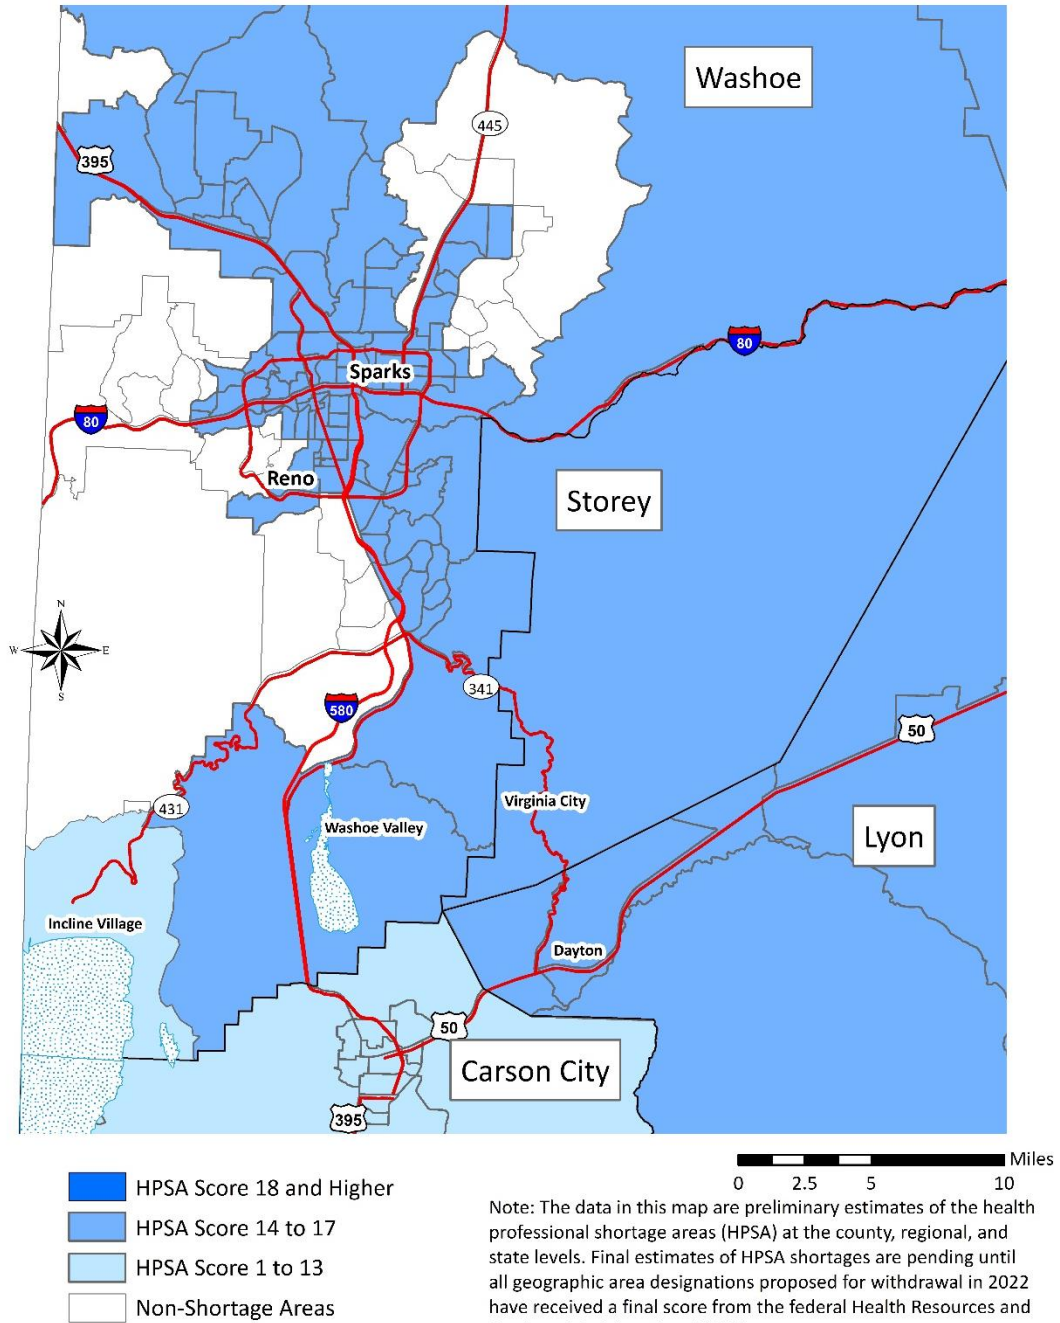 Washoe
445
395
80
Sparks
80
Reno
Storey
N
W E
S
341
580
50
431
Virginia City
Washoe Valley
Lyon
Incline Village
Dayton
50
Carson City
395
Miles
0 2.5 5 10
HPSA Score 18 and Higher
HPSA Score 14 to 17
HPSA Score 1 to 13
Non-Shortage Areas
Note: The data in this map are preliminary estimates of the health
professional shortage areas (HPSA) at the county, regional, and
state levels. Final estimates of HPSA shortages are pending until
all geographic area designations proposed for withdrawal in 2022
have received a final score from the federal Health Resources and